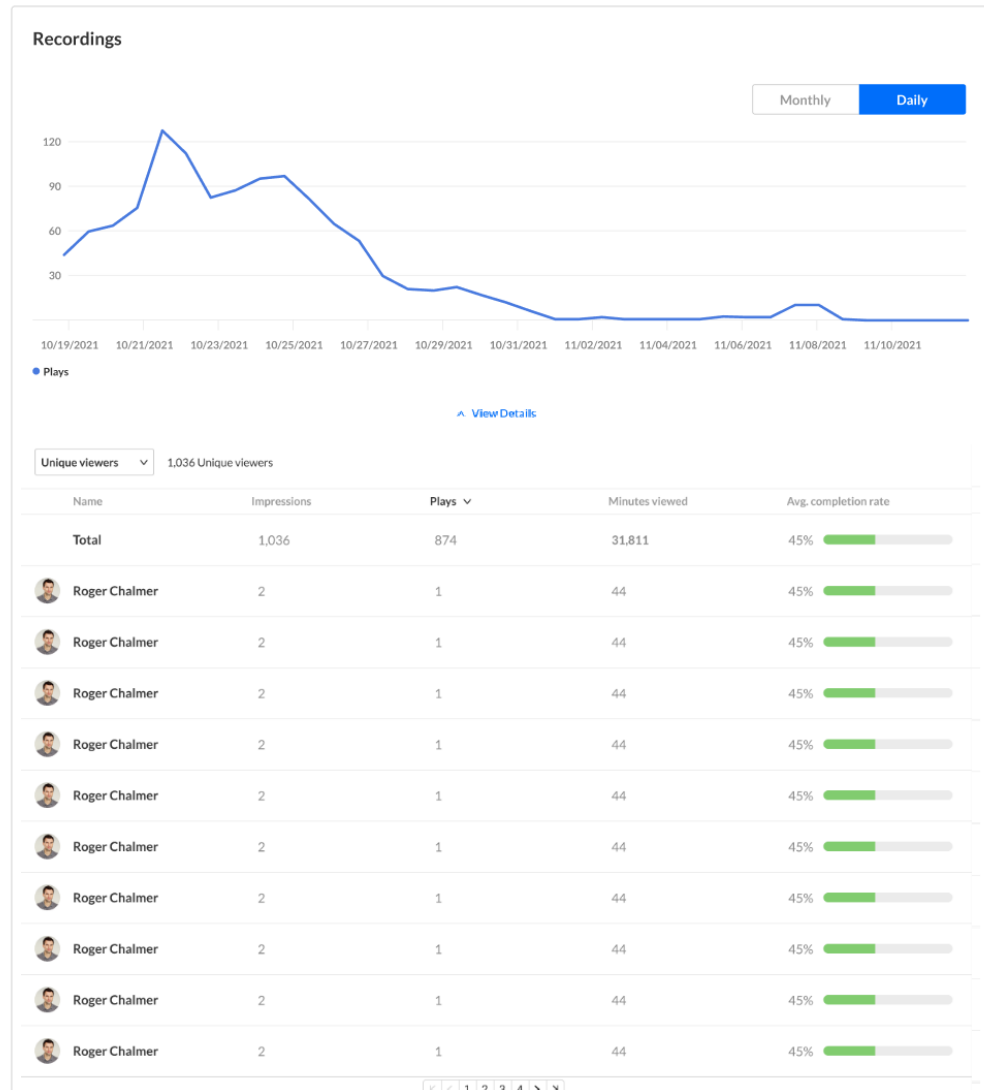 Recordings
Monthly Daily
120
90
60
30
10/19/2021 10/21/2021 10/23/2021 10/25/2021 10/27/2021 10/29/2021 10/31/2021 11/02/2021 11/04/2021 11/06/2021 11/08/2021 11/10/2021
Plays
View Details
Unique viewers 1,036 Unique viewers
Name Impressions Plays Minutes viewed Avg. completion rate
Total 1,036 874 31,811 45%
Roger Chalmer 2 1 44 45%
Roger Chalmer 2 1 44 45%
Roger Chalmer 2 1 44 45%
Roger Chalmer 2 1 44 45%
Roger Chalmer 2 1 44 45%
Roger Chalmer 2 1 44 45%
Roger Chalmer 2 1 44 45%
Roger Chalmer 2 1 44 45%
Roger Chalmer 2 1 44 45%
Roger Chalmer 2 1 44 45%
1 2 3 4